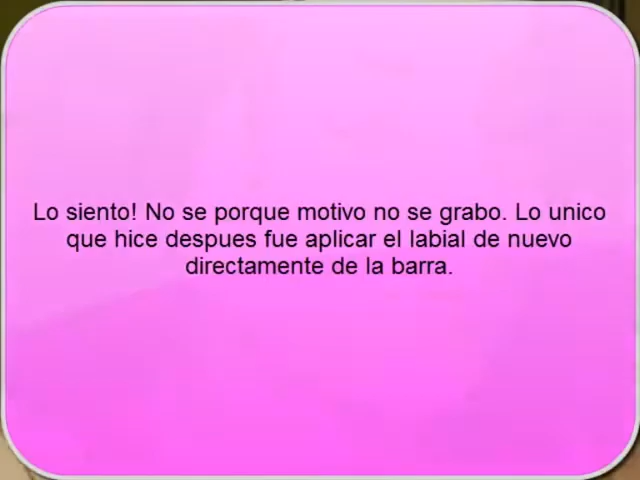 Lo siento! No se porque motivo no se grabo. Lo unico
que hice despues fue aplicar el labial de nuevo
directamente de la barra.